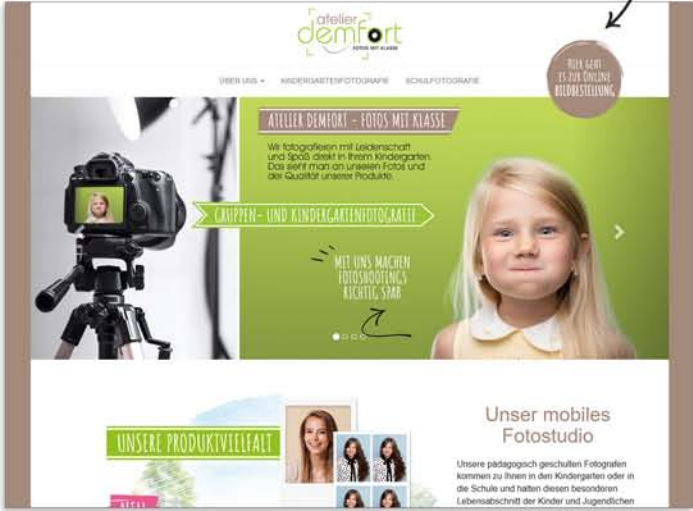 atelier
demfort
FOTOS MIT KLASSE
HIER GEHT
ES ZUR ONLINE
BILDBESTELLUNG
ÜBER UNS
KINDERGARTENFOTOGRAFIE
SCHULFOTOGRAFIE
ATELIER DEMFORT - FOTOS MIT KLASSE
Wir fotografieren mit Leidenschaft
und Spaß direkt in Ihrem Kindergarten.
Das sieht man an unseren Fotos und
der Qualität unserer Produkte.
GRUPPEN- UND KINDERGARTENFOTOGRAFIE
MIT UNS MACHEN
FOTOSHOOTINGS
RICHTIG SPAß
UNSERE PRODUKTVIELFALT
NEU
Unser mobiles
Fotostudio
Unsere pädagogisch geschulten Fotografen
kommen zu Ihnen in den Kindergarten oder in
die Schule und halten diesen besonderen
Lebensabschnitt der Kinder und Jugendlichen